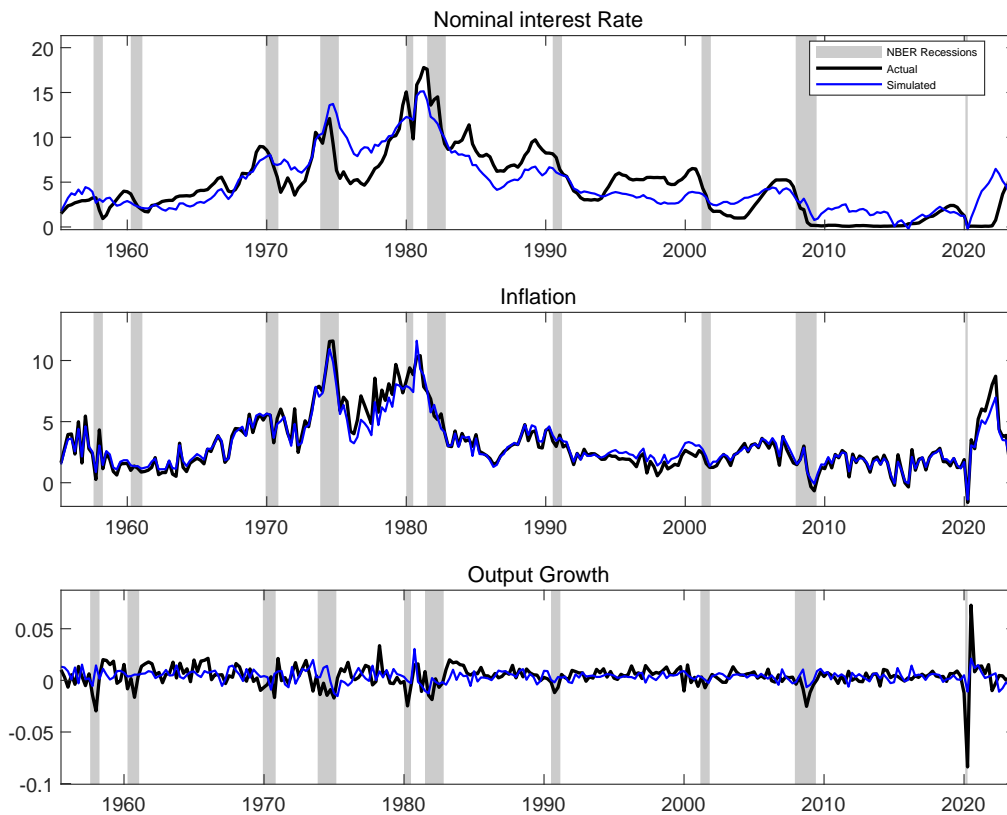 Nominal interest Rate
20
15
10
5
0
NBER Recessions
Actual
Simulated
1960 1970 1980 1990 2000 2010 2020
Inflation
10
5
0
1960 1970 1980 1990 2000 2010 2020
Output Growth
0.05
0
-0.05
-0.1
1960 1970 1980 1990 2000 2010 2020